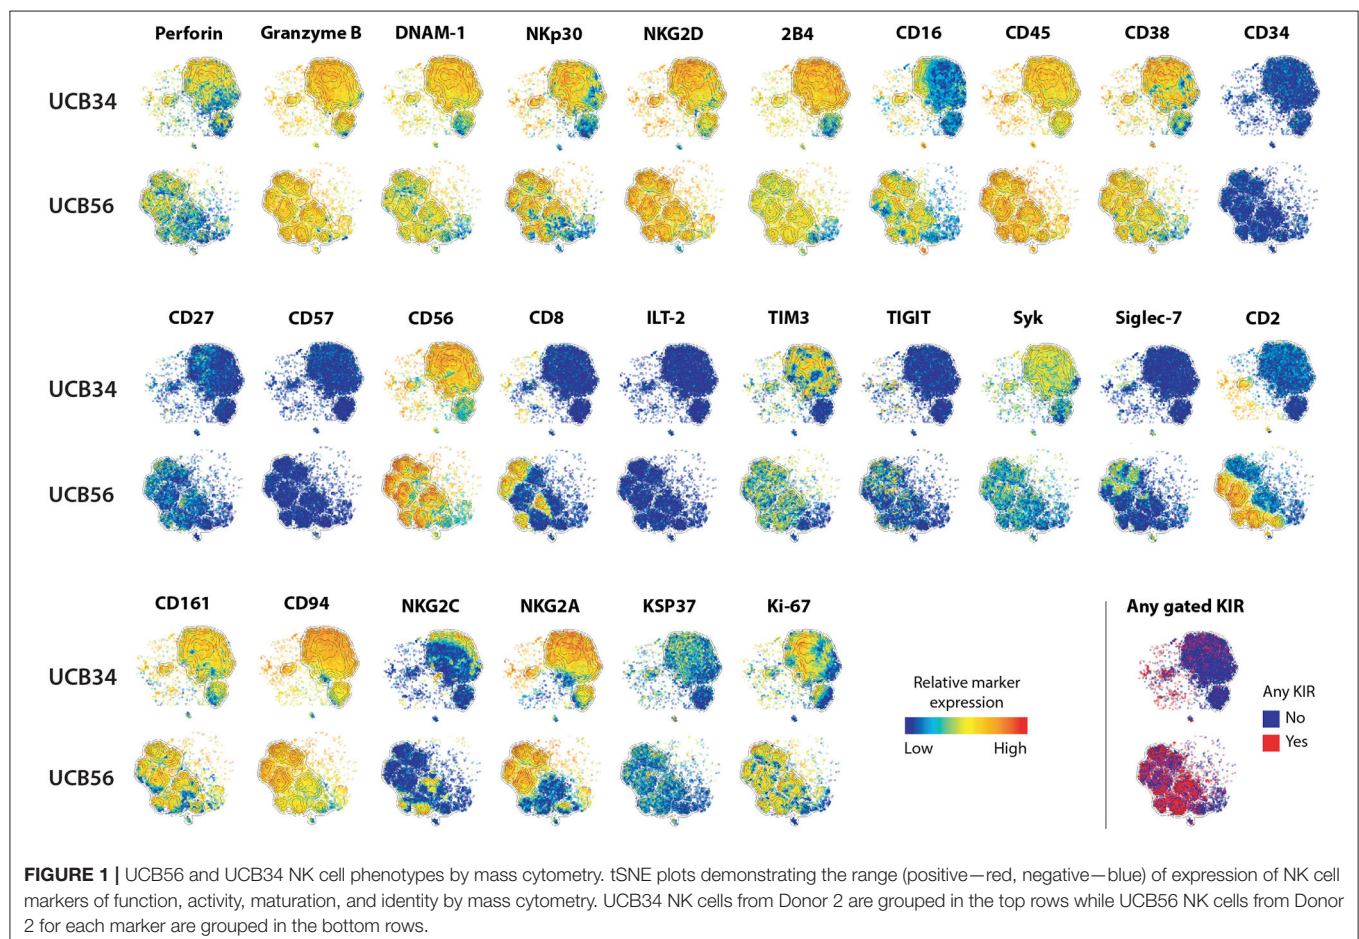 Perforin Granzyme B DNAM-1 NKp30 NKG2D 2B4 CD16 CD45 CD38 CD34
UCB34
UCB56
CD27 CD57 CD56 CD8 ILT-2 TIM3 TIGIT Syk Siglec-7 CD2
UCB34
UCB56
CD161 CD94 NKG2C NKG2A KSP37 Ki-67 Any gated KIR
UCB34
Relative marker
expression
Low High
Any KIR
No
Yes
UCB56
FIGURE 1 | UCB56 and UCB34 NK cell phenotypes by mass cytometry. tSNE plots demonstrating the range (positive—red, negative—blue) of expression of NK cell
markers of function, activity, maturation, and identity by mass cytometry. UCB34 NK cells from Donor 2 are grouped in the top rows while UCB56 NK cells from Donor
2 for each marker are grouped in the bottom rows.